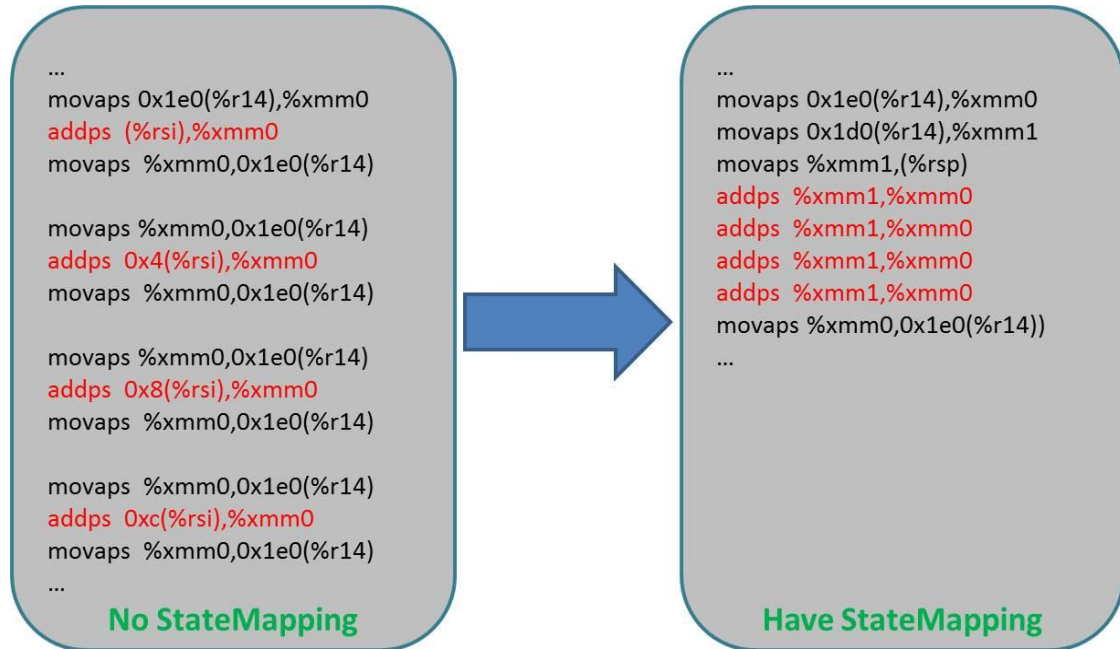 ...
movaps 0x1e0(%r14),%xmm0
addps  (%rsi),%xmm0
movaps  %xmm0,0x1e0(%r14)
movaps %xmm0,0x1e0(%r14)
addps  0x4(%rsi),%xmm0
movaps  %xmm0,0x1e0(%r14)
movaps %xmm0,0x1e0(%r14)
addps  0x8(%rsi),%xmm0
movaps  %xmm0,0x1e0(%r14)
movaps  %xmm0,0x1e0(%r14)
addps  0xc(%rsi),%xmm0
movaps  %xmm0,0x1e0(%r14)
...
No StateMapping
...
movaps 0x1e0(%r14),%xmm0
movaps 0x1d0(%r14),%xmm1
movaps %xmm1,(%rsp)
addps  %xmm1,%xmm0
addps  %xmm1,%xmm0
addps  %xmm1,%xmm0
addps  %xmm1,%xmm0
movaps %xmm0,0x1e0(%r14))
...
Have StateMapping